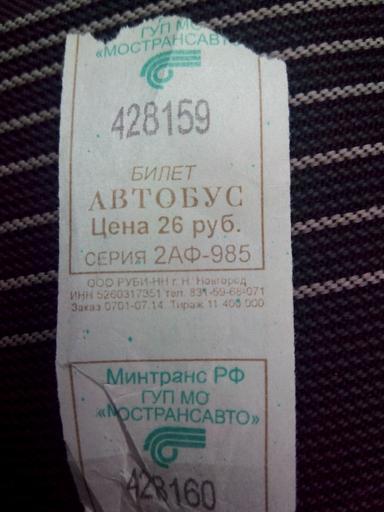 ГУП МО
«МОСТРАНСАВТО
428159
БИЛЕТ
АВТОБУС
Цена 26 руб.
СЕРИЯ 2АФ-985
ООО РУБИ-НН г. Н. Новгород
ИНН 5260317351 тел. 831-59-68-071
Заказ 0701-07.14. Тираж 11 400 000
Минтранс РФ
ГУП МО
«МОСТРАНСАВТО»
428160